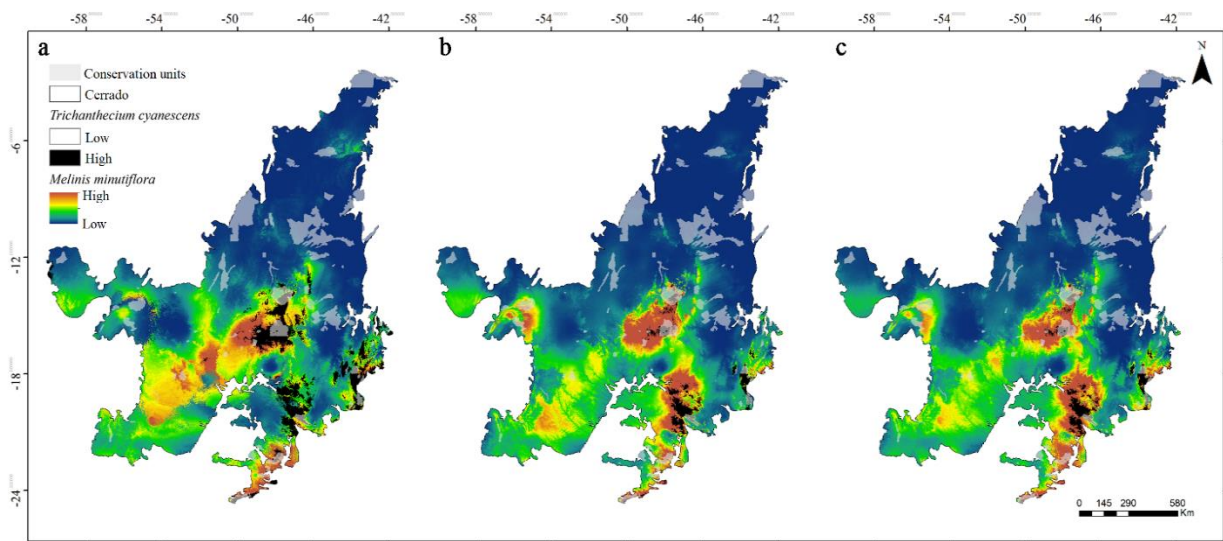 -58 -54 -50 -46 -42 -58 -54 -50 -46 -42 -58 -54 -50 -46 -42
a b c
N
Conservation units
Cerrado
Trichanthecium cyanescens
Low
High
Melinis minutiflora
High
Low
-6
-12
-18
-24
0 145 290 580
Km